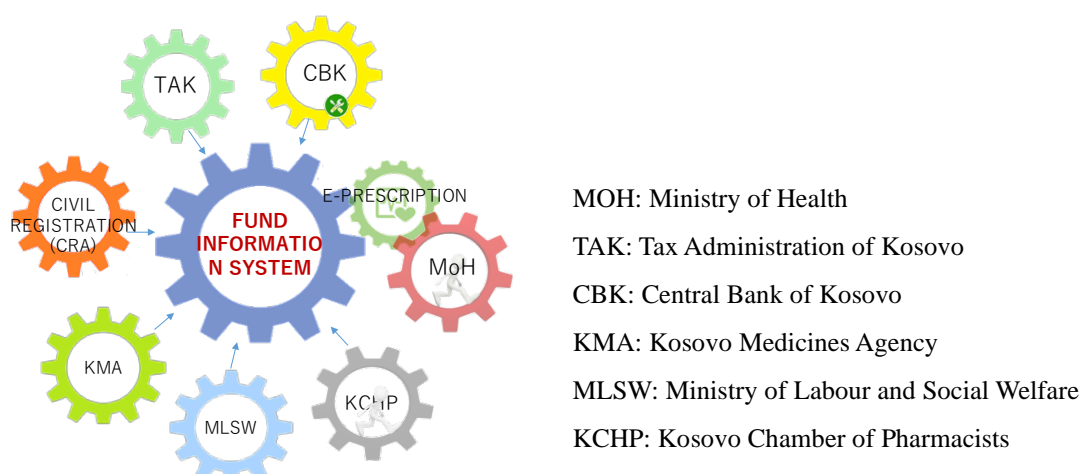 TAK
CBK
CIVIL
REGISTRATION
(CRA)
E-PRESCRIPTION
FUND
INFORMATIO
N SYSTEM
MoH
KMA
MLSW
KCHP
MOH: Ministry of Health
TAK: Tax Administration of Kosovo
CBK: Central Bank of Kosovo
KMA: Kosovo Medicines Agency
MLSW: Ministry of Labour and Social Welfare
KCHP: Kosovo Chamber of Pharmacists